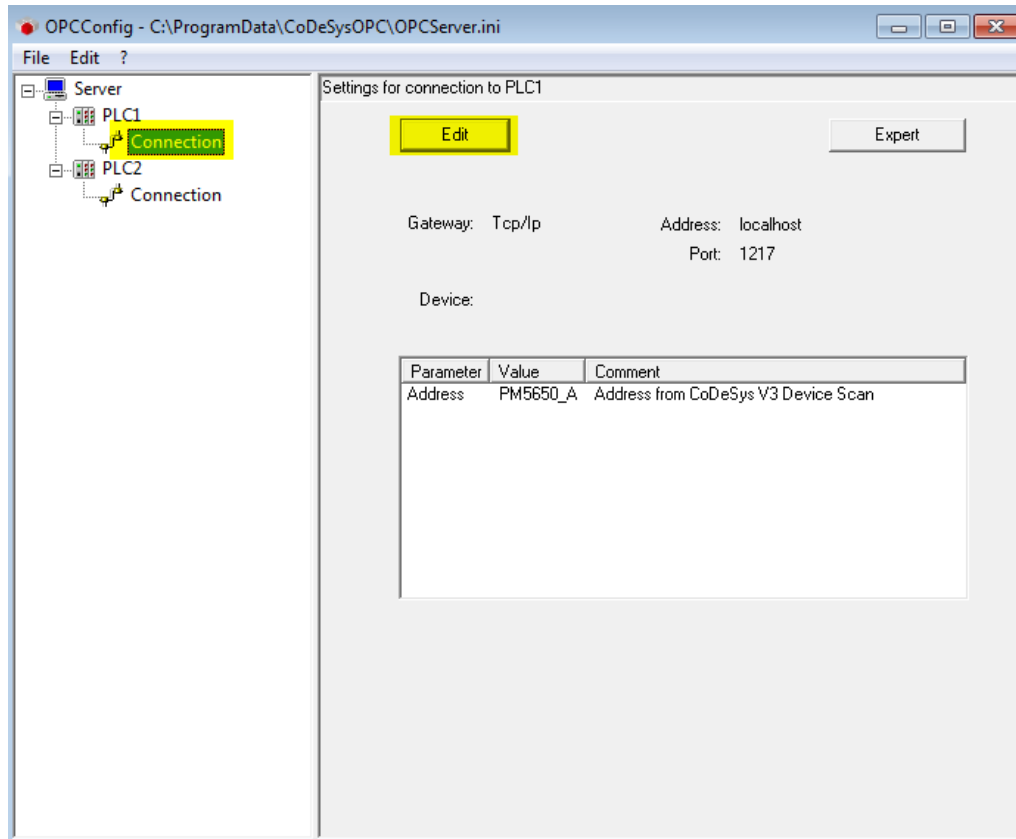 OPCConfig - C:\ProgramData\CoDeSysOPC\OPCServer.ini
File Edit ?
Server
PLC1
Connection
PLC2
Connection
Settings for connection to PLC1
Edit
Expert
Gateway: Tcp/Ip
Address: localhost
Port: 1217
Device:
Parameter Value Comment
Address PM5650_A Address from CoDeSys V3 Device Scan